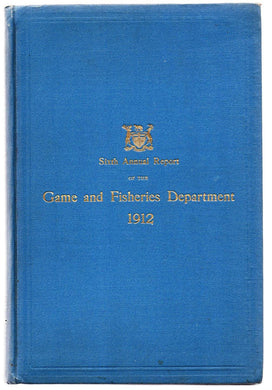 Sixth Annual Report
OF THE
Game and Fisheries Department
1912